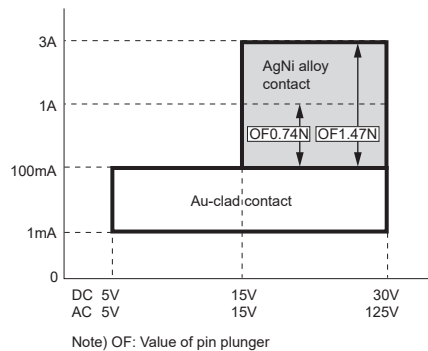 3A
AgNi alloy
contact
1A
OF0.74N OF1.47N
100mA
Au-clad contact
1mA
0
DC 5V 15V 30V
AC 5V 15V 125V
Note) OF: Value of pin plunger